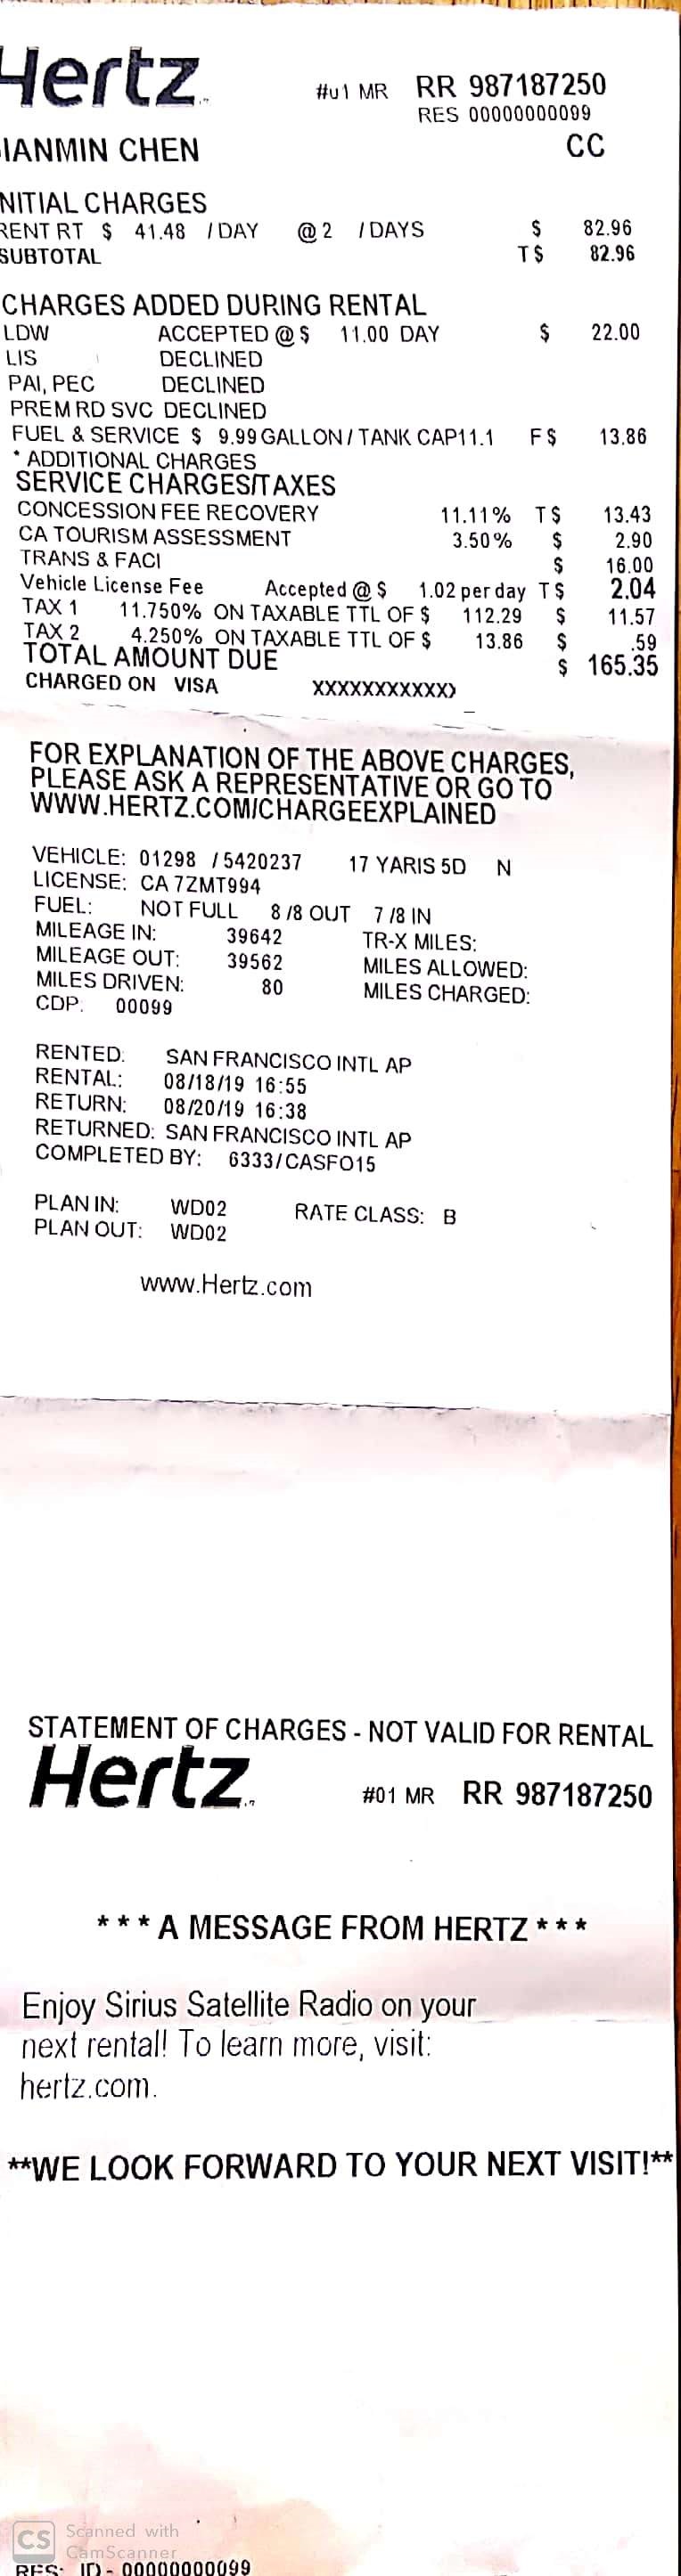 Hertz
#u1 MR RR 987187250
RES 00000000099
IANMIN CHEN CC
NITIAL CHARGES
RENT RT $ 41.48 / DAY @ 2 / DAYS $ 82.96
SUBTOTAL T $ 82.96
CHARGES ADDED DURING RENTAL
LDW ACCEPTED @ $ 11.00 DAY $ 22.00
LIS DECLINED
PAI, PEC DECLINED
PREM RD SVC DECLINED
FUEL & SERVICE $ 9.99 GALLON / TANK CAP11.1 F $ 13.86
* ADDITIONAL CHARGES
SERVICE CHARGES/TAXES
CONCESSION FEE RECOVERY 11.11% T $ 13.43
CA TOURISM ASSESSMENT 3.50% $ 2.90
TRANS & FACI $ 16.00
Vehicle License Fee Accepted @ $ 1.02 per day T $ 2.04
TAX 1 11.750% ON TAXABLE TTL OF $ 112.29 $ 11.57
TAX 2 4.250% ON TAXABLE TTL OF $ 13.86 $ .59
TOTAL AMOUNT DUE $ 165.35
CHARGED ON VISA XXXXXXXXXXX
FOR EXPLANATION OF THE ABOVE CHARGES,
PLEASE ASK A REPRESENTATIVE OR GO TO
WWW.HERTZ.COM/CHARGEEXPLAINED
VEHICLE: 01298 / 5420237 17 YARIS 5D N
LICENSE: CA 7ZMT994
FUEL: NOT FULL 8 /8 OUT 7 /8 IN
MILEAGE IN: 39642 TR-X MILES:
MILEAGE OUT: 39562 MILES ALLOWED:
MILES DRIVEN: 80 MILES CHARGED:
CDP: 00099
RENTED: SAN FRANCISCO INTL AP
RENTAL: 08/18/19 16:55
RETURN: 08/20/19 16:38
RETURNED: SAN FRANCISCO INTL AP
COMPLETED BY: 6333/CASFO15
PLAN IN: WD02 RATE CLASS: B
PLAN OUT: WD02
www.Hertz.com
STATEMENT OF CHARGES - NOT VALID FOR RENTAL
Hertz
#01 MR RR 987187250
* * * A MESSAGE FROM HERTZ * * *
Enjoy Sirius Satellite Radio on your
next rental! To learn more, visit:
hertz.com.
**WE LOOK FORWARD TO YOUR NEXT VISIT!**
CS Scanned with
CamScanner
RES: ID - 00000000099